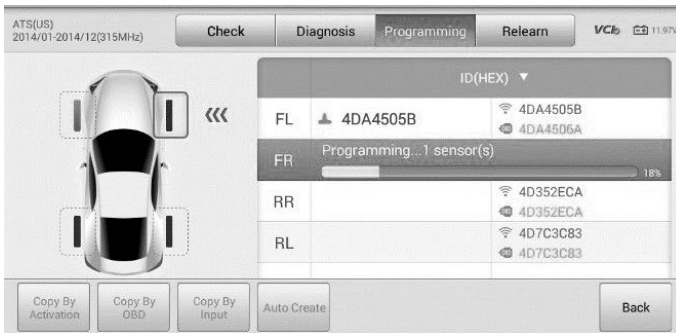 ATS(US)
2014/01-2014/12(315MHz)
Check
Diagnosis
Programming
Relearn
VCI
11.97V
ID(HEX) ▼
FL
4DA4505B
4DA4505B
4DA4506A
FR
Programming...1 sensor(s)
18%
RR
4D352ECA
4D352ECA
RL
4D7C3C83
4D7C3C83
Copy By
Activation
Copy By
OBD
Copy By
Input
Auto Create
Back